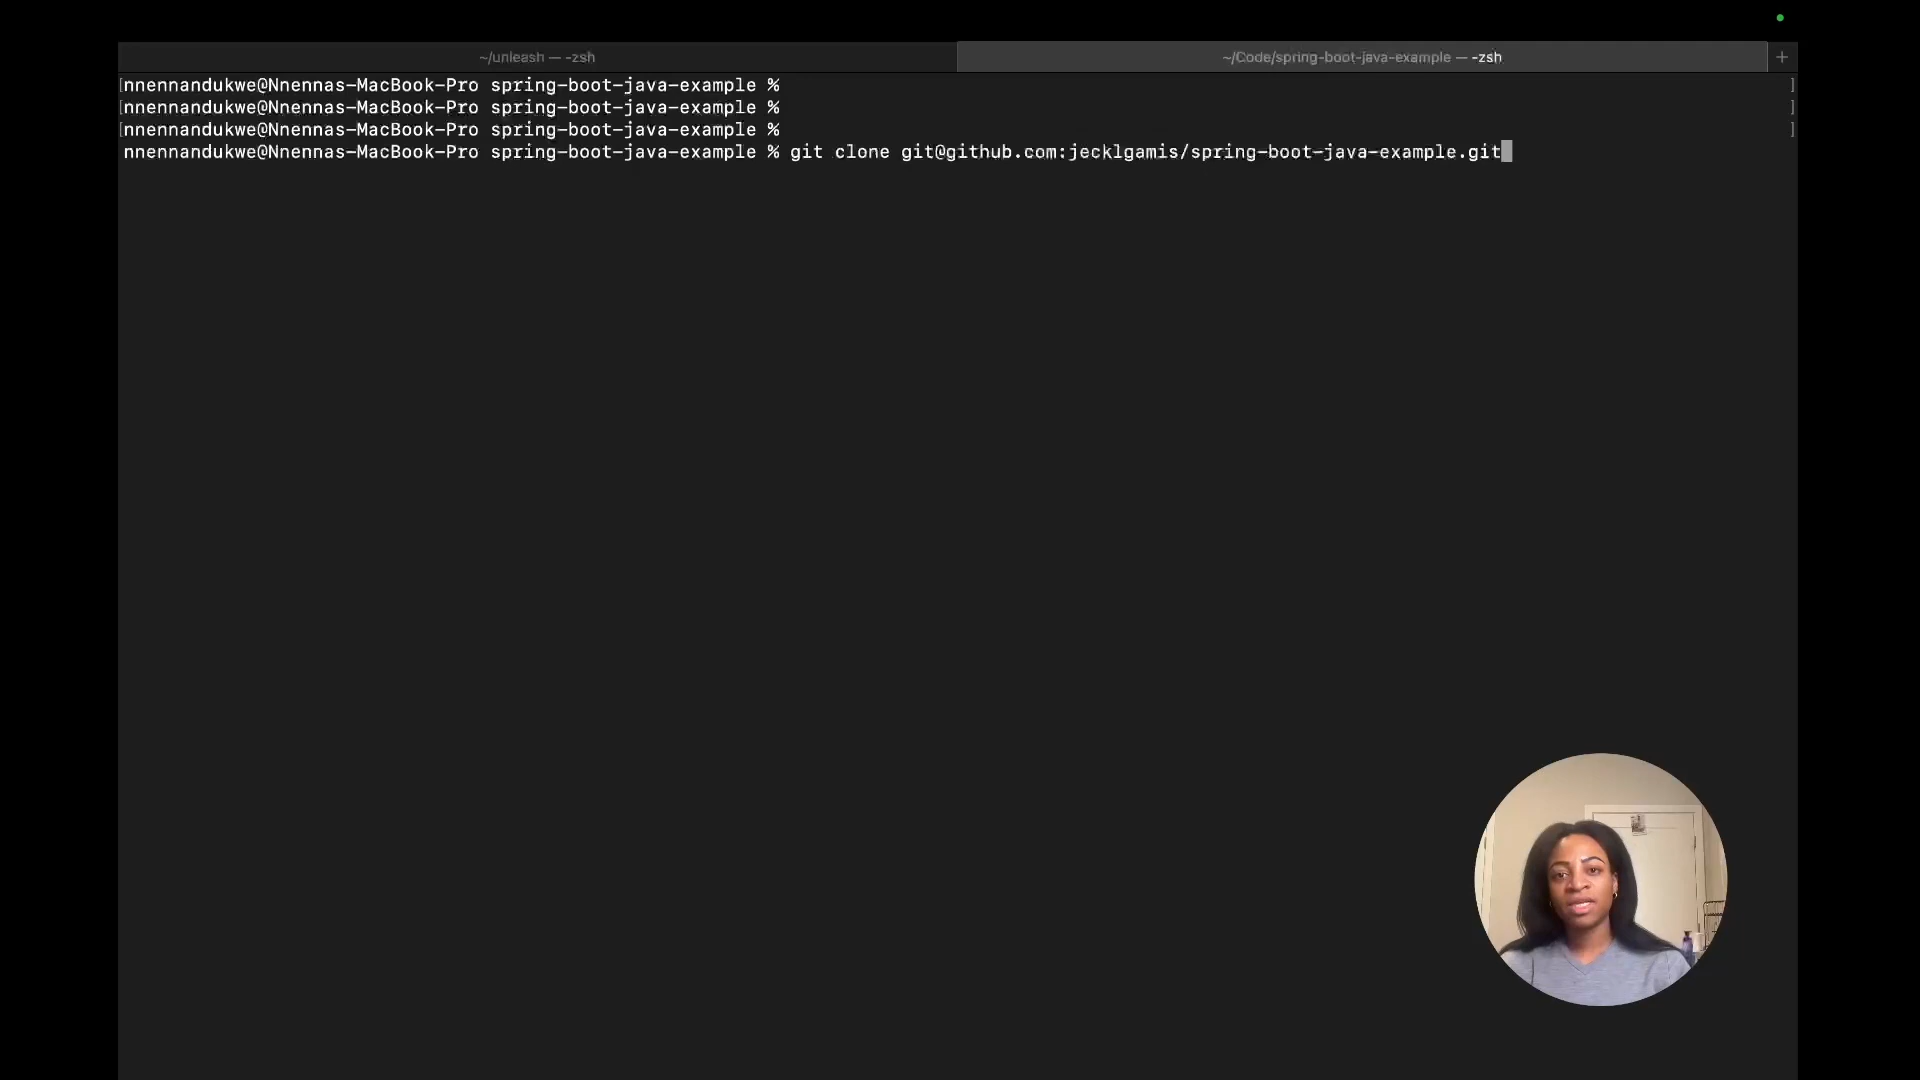 ~/unleash — -zsh
~/Code/spring-boot-java-example — -zsh
+
[nnennandukwe@Nnennas-MacBook-Pro spring-boot-java-example % ]
[nnennandukwe@Nnennas-MacBook-Pro spring-boot-java-example % ]
[nnennandukwe@Nnennas-MacBook-Pro spring-boot-java-example % ]
nnennandukwe@Nnennas-MacBook-Pro spring-boot-java-example % git clone git@github.com:jecklgamis/spring-boot-java-example.git